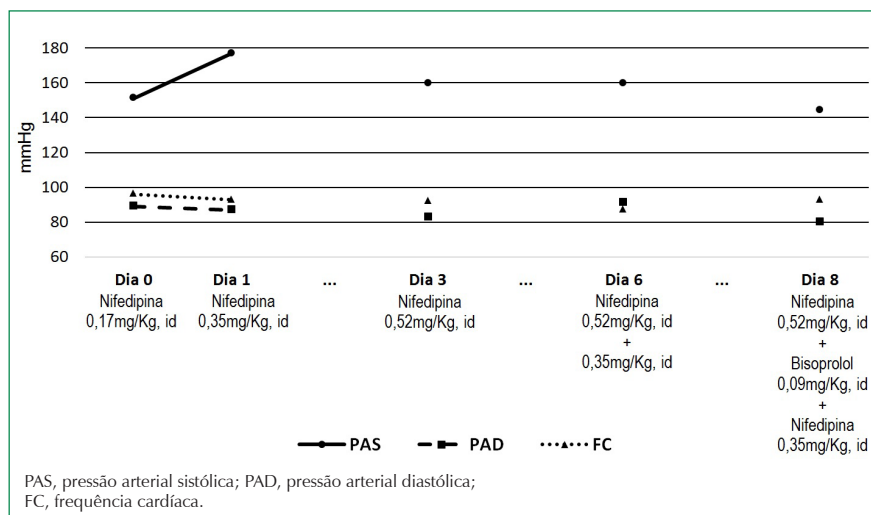 180
160
140
120
100
80
60
mmHg
Dia 0 Dia 1 ... Dia 3 ... Dia 6 ... Dia 8
Nifedipina Nifedipina Nifedipina Nifedipina Nifedipina
0,17mg/Kg, id 0,35mg/Kg, id 0,52mg/Kg, id 0,52mg/Kg, id 0,52mg/Kg, id
+ +
0,35mg/Kg, id Bisoprolol
0,09mg/Kg, id
+
Nifedipina
0,35mg/Kg, id
PAS PAD FC
PAS, pressão arterial sistólica; PAD, pressão arterial diastólica;
FC, frequência cardíaca.